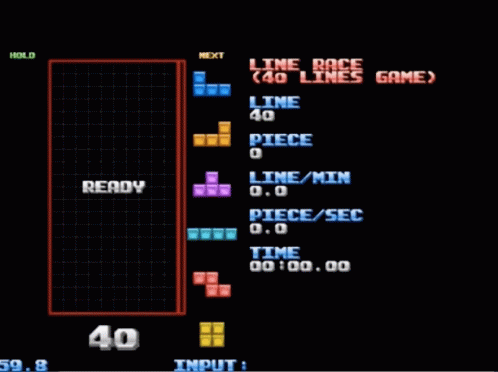 HOLD
NEXT
LINE RACE
(40 LINES GAME)
LINE
40
PIECE
0
LINE/MIN
0.0
PIECE/SEC
0.0
TIME
00:00.00
READY
40
59.8
INPUT: